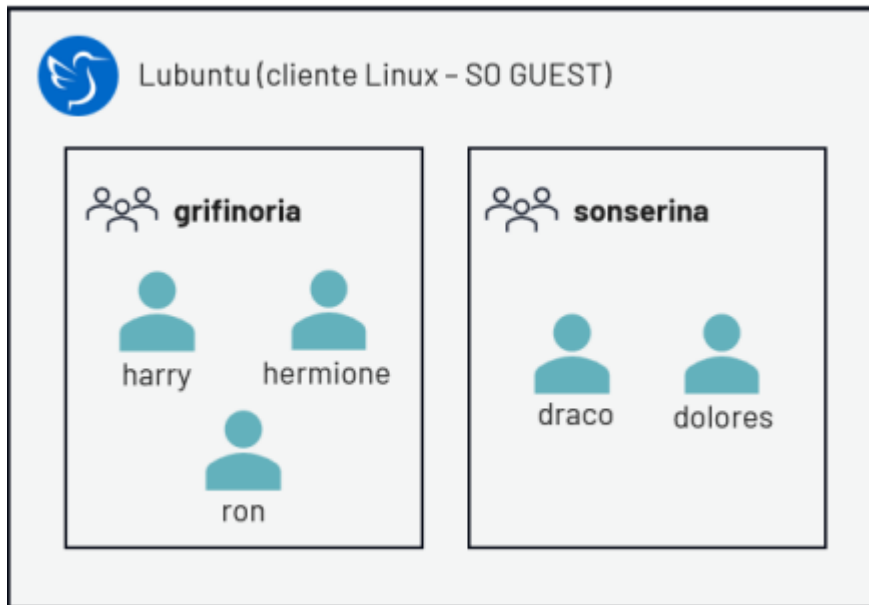 Lubuntu (cliente Linux – SO GUEST)
grifinoria
harry
hermione
ron
sonserina
draco
dolores